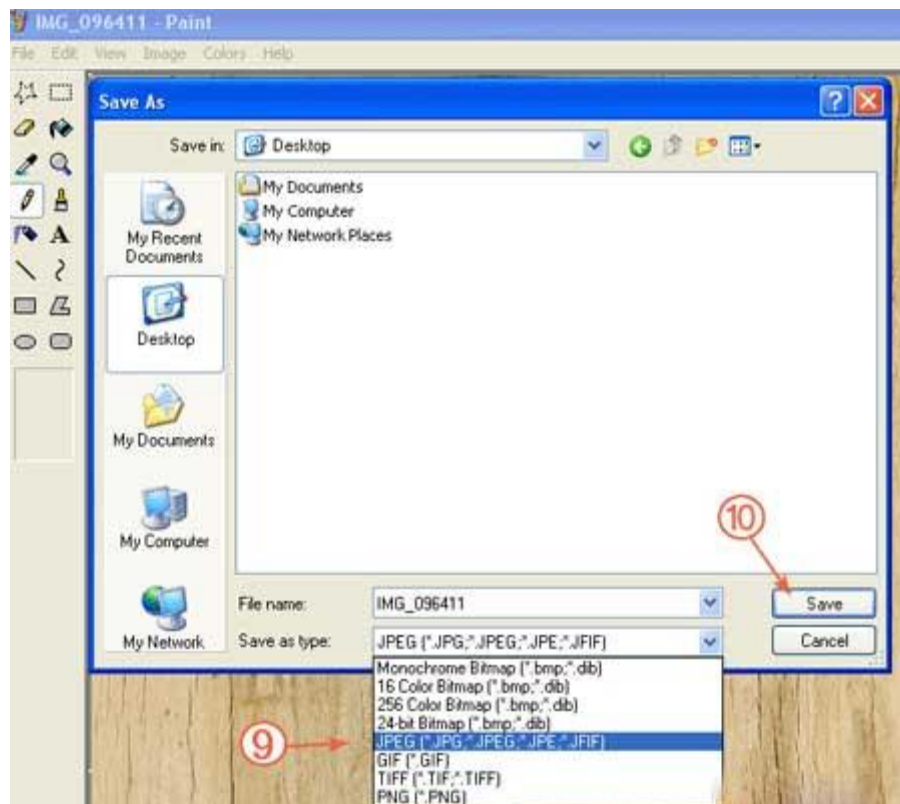 IMG_096411 - Paint
File Edit View Image Colors Help
Save As
Save in: Desktop
My Documents
My Computer
My Network Places
My Recent
Documents
Desktop
My Documents
My Computer
My Network
10
File name: IMG_096411 Save
Save as type: JPEG (*.JPG;*.JPEG;*.JPE;*.JFIF) Cancel
Monochrome Bitmap (*.bmp;*.dib)
16 Color Bitmap (*.bmp;*.dib)
256 Color Bitmap (*.bmp;*.dib)
24-bit Bitmap (*.bmp;*.dib)
9 JPEG (*.JPG;*.JPEG;*.JPE;*.JFIF)
GIF (*.GIF)
TIFF (*.TIF;*.TIFF)
PNG (*.PNG)
A